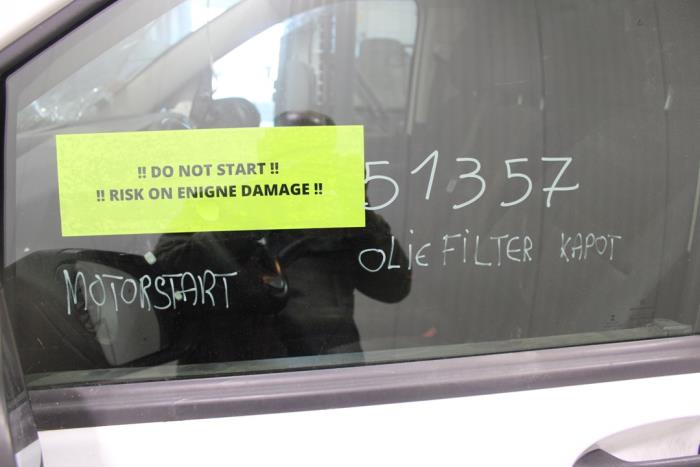 !! DO NOT START !!
!! RISK ON ENIGNE DAMAGE !!
51357
OLIE FILTER KAPOT
MOTORSTART